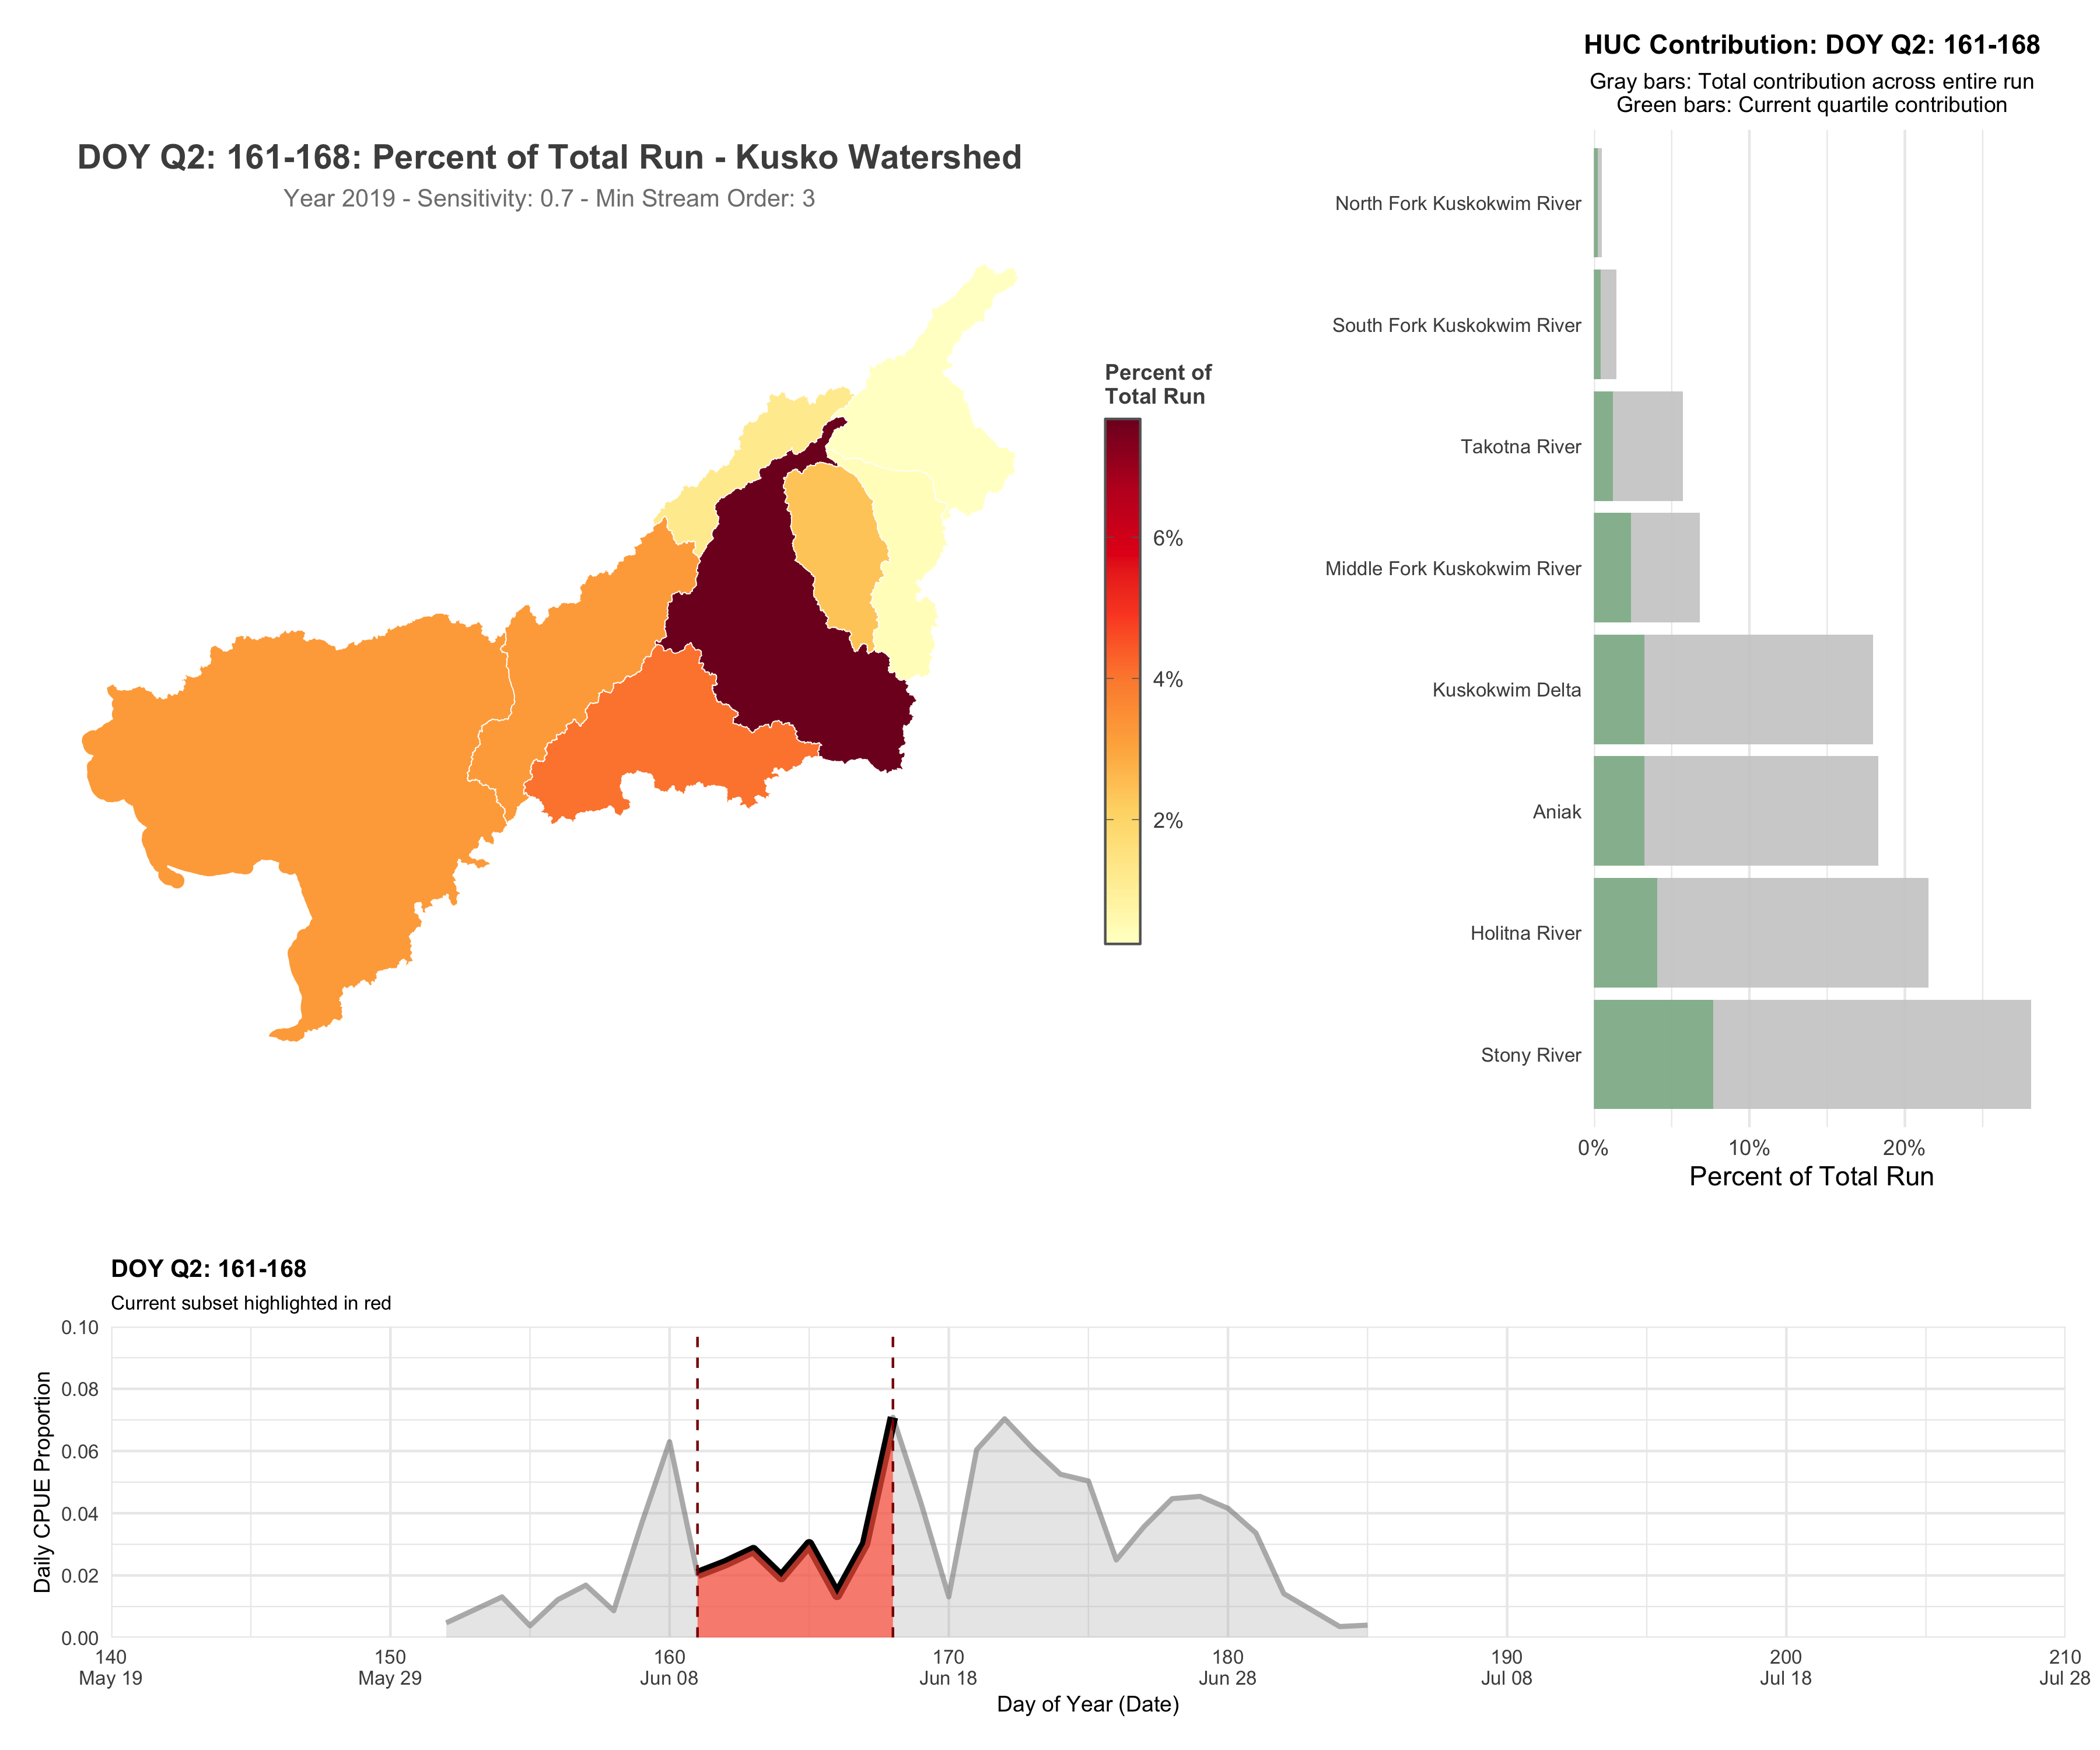 HUC Contribution: DOY Q2: 161-168
Gray bars: Total contribution across entire run
Green bars: Current quartile contribution
DOY Q2: 161-168: Percent of Total Run - Kusko Watershed
Year 2019 - Sensitivity: 0.7 - Min Stream Order: 3
Percent of
Total Run
6%
4%
2%
North Fork Kuskokwim River
South Fork Kuskokwim River
Takotna River
Middle Fork Kuskokwim River
Kuskokwim Delta
Aniak
Holitna River
Stony River
0% 10% 20%
Percent of Total Run
DOY Q2: 161-168
Current subset highlighted in red
Daily CPUE Proportion
0.10
0.08
0.06
0.04
0.02
0.00
140 150 160 170 180 190 200 210
May 19 May 29 Jun 08 Jun 18 Jun 28 Jul 08 Jul 18 Jul 28
Day of Year (Date)